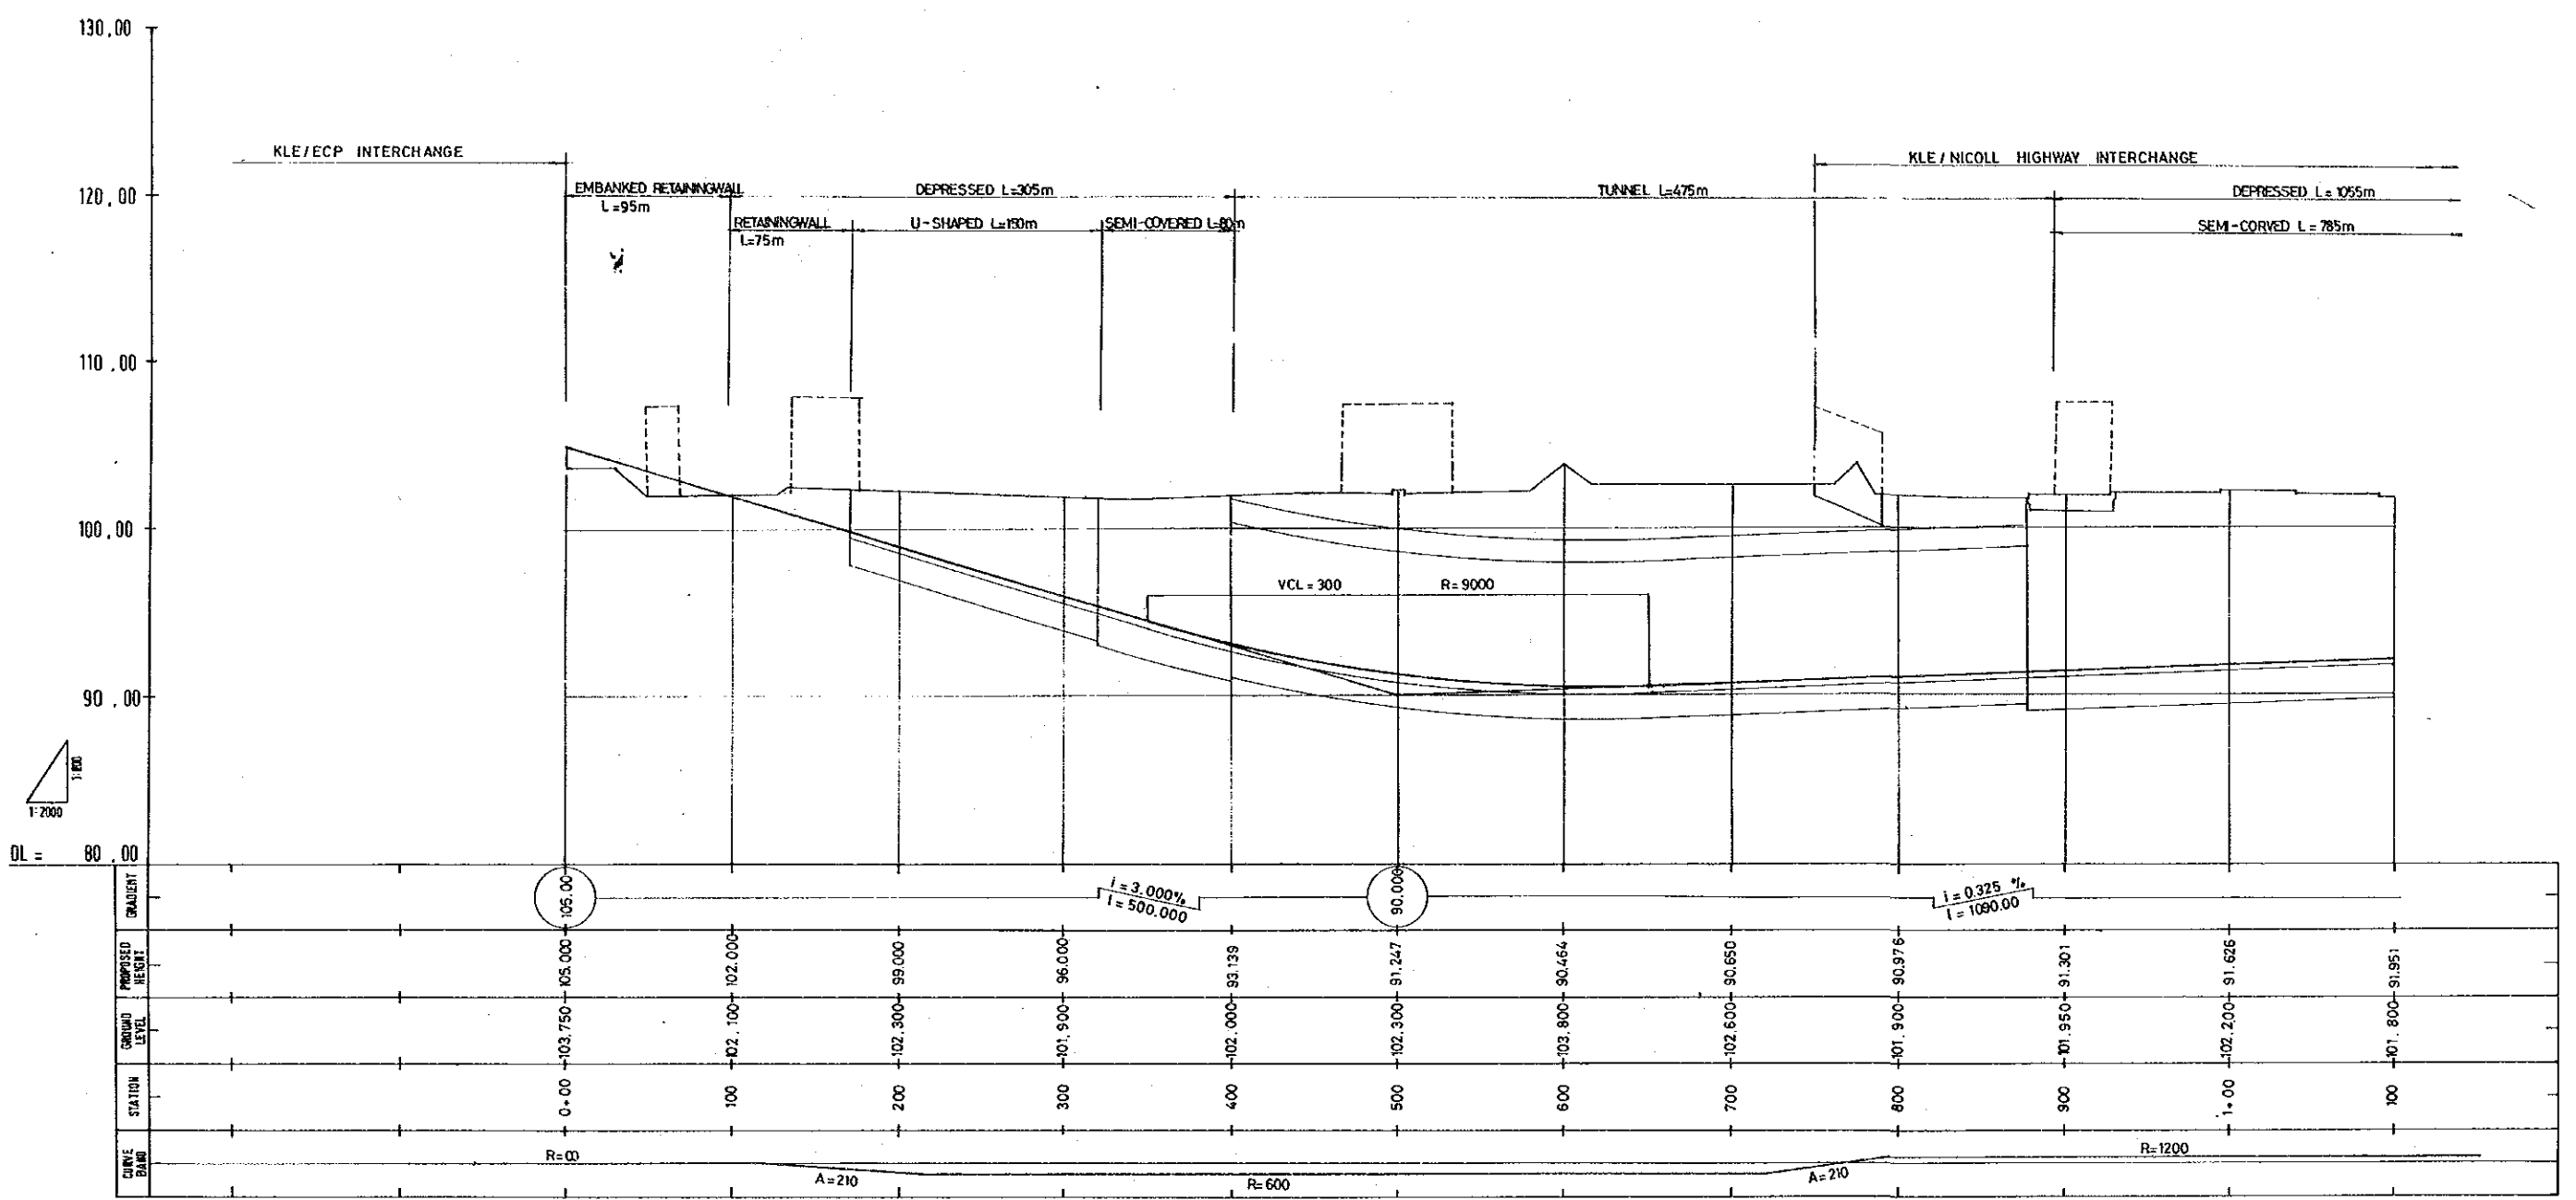 130.00
120.00
110.00
100.00
90.00
DL = 80.00
1:2000
KLE/ECP INTERCHANGE
KLE / NICOLL HIGHWAY INTERCHANGE
EMBANKED RETAININGWALL
L=95m
DEPRESSED L=305m
TUNNEL L=475m
DEPRESSED L=1055m
RETAININGWALL
L=75m
U-SHAPED L=150m
SEMI-COVERED L=80m
SEMI-CORVED L=785m
VCL=300 R=9000
GRADIENT
105.00
i=3.000%
l=500.000
90.000
i=0.325 %
l=1090.00
PROPOSED HEIGHT
105.000 102.000 99.000 96.000 93.139 91.247 90.464 90.650 90.976 91.301 91.626 91.951
GROUND LEVEL
103.750 102.100 102.300 101.900 102.000 102.300 103.800 102.600 101.900 101.950 102.200 101.800
STATION
0+00 100 200 300 400 500 600 700 800 900 1+00 100
CURVE BAND
R=∞
A=210
R=600
A=210
R=1200